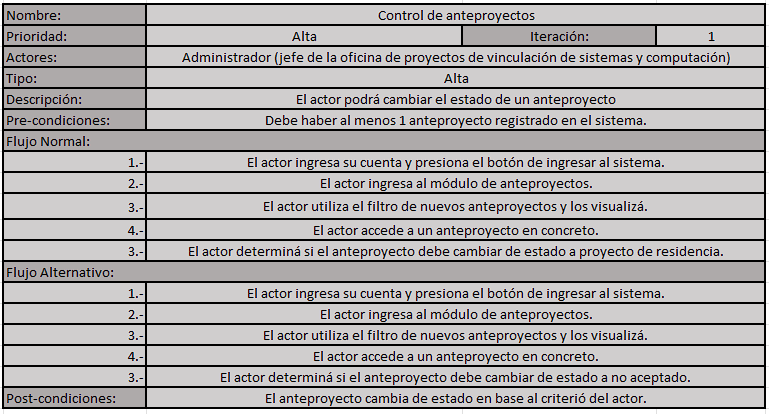 Nombre: Control de anteproyectos
Prioridad: Alta Iteración: 1
Actores: Administrador (jefe de la oficina de proyectos de vinculación de sistemas y computación)
Tipo: Alta
Descripción: El actor podrá cambiar el estado de un anteproyecto
Pre-condiciones: Debe haber al menos 1 anteproyecto registrado en el sistema.
Flujo Normal:
1.- El actor ingresa su cuenta y presiona el botón de ingresar al sistema.
2.- El actor ingresa al módulo de anteproyectos.
3.- El actor utiliza el filtro de nuevos anteproyectos y los visualizá.
4.- El actor accede a un anteproyecto en concreto.
3.- El actor determiná si el anteproyecto debe cambiar de estado a proyecto de residencia.
Flujo Alternativo:
1.- El actor ingresa su cuenta y presiona el botón de ingresar al sistema.
2.- El actor ingresa al módulo de anteproyectos.
3.- El actor utiliza el filtro de nuevos anteproyectos y los visualizá.
4.- El actor accede a un anteproyecto en concreto.
3.- El actor determiná si el anteproyecto debe cambiar de estado a no aceptado.
Post-condiciones: El anteproyecto cambia de estado en base al criterió del actor.